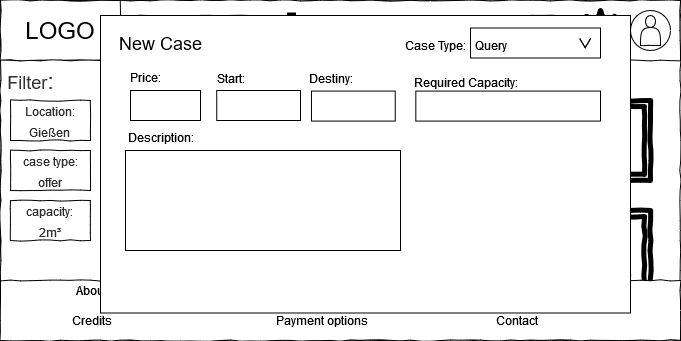 LOGO
New Case
Case Type: Query
Filter:
Price:
Start:
Destiny:
Required Capacity:
Location:
Gießen
Description:
case type:
offer
capacity:
2m³
Abou
Credits
Payment options
Contact